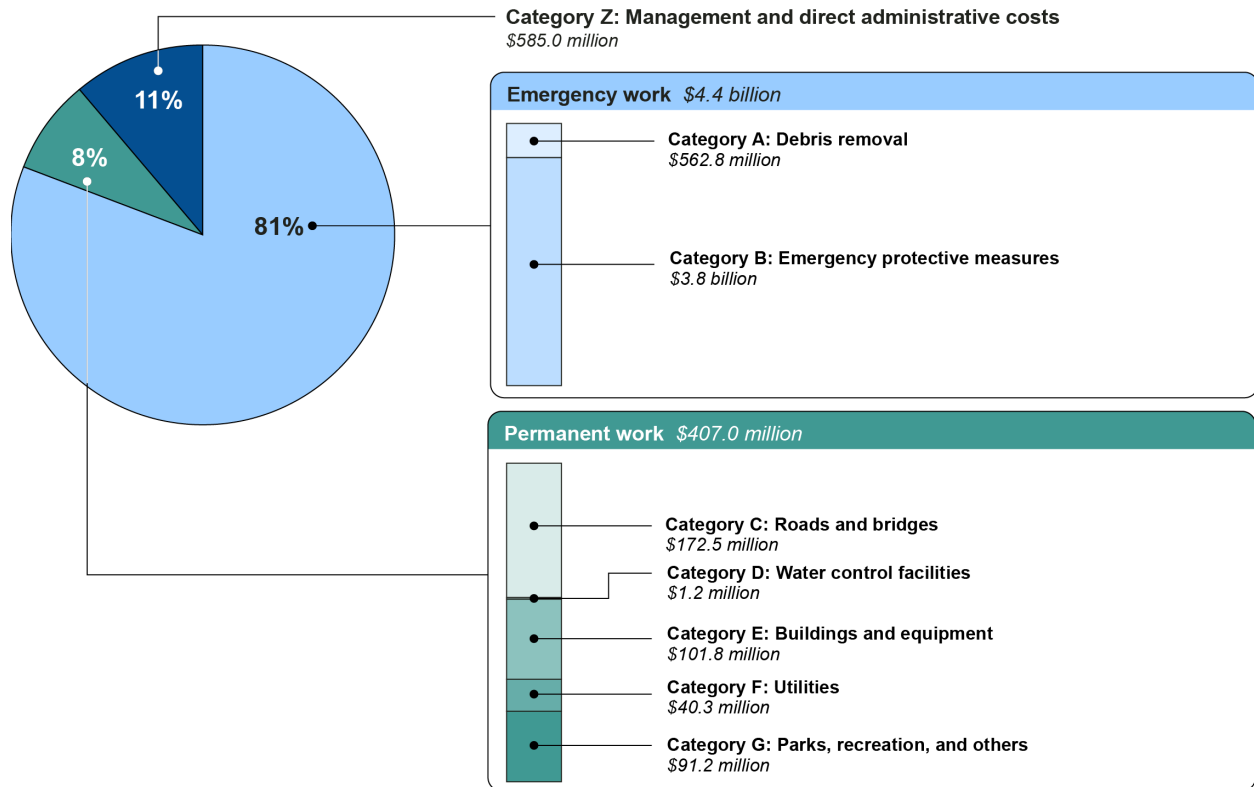 Category Z: Management and direct administrative costs
$585.0 million
11%
8%
81%
Emergency work $4.4 billion
Category A: Debris removal
$562.8 million
Category B: Emergency protective measures
$3.8 billion
Permanent work $407.0 million
Category C: Roads and bridges
$172.5 million
Category D: Water control facilities
$1.2 million
Category E: Buildings and equipment
$101.8 million
Category F: Utilities
$40.3 million
Category G: Parks, recreation, and others
$91.2 million